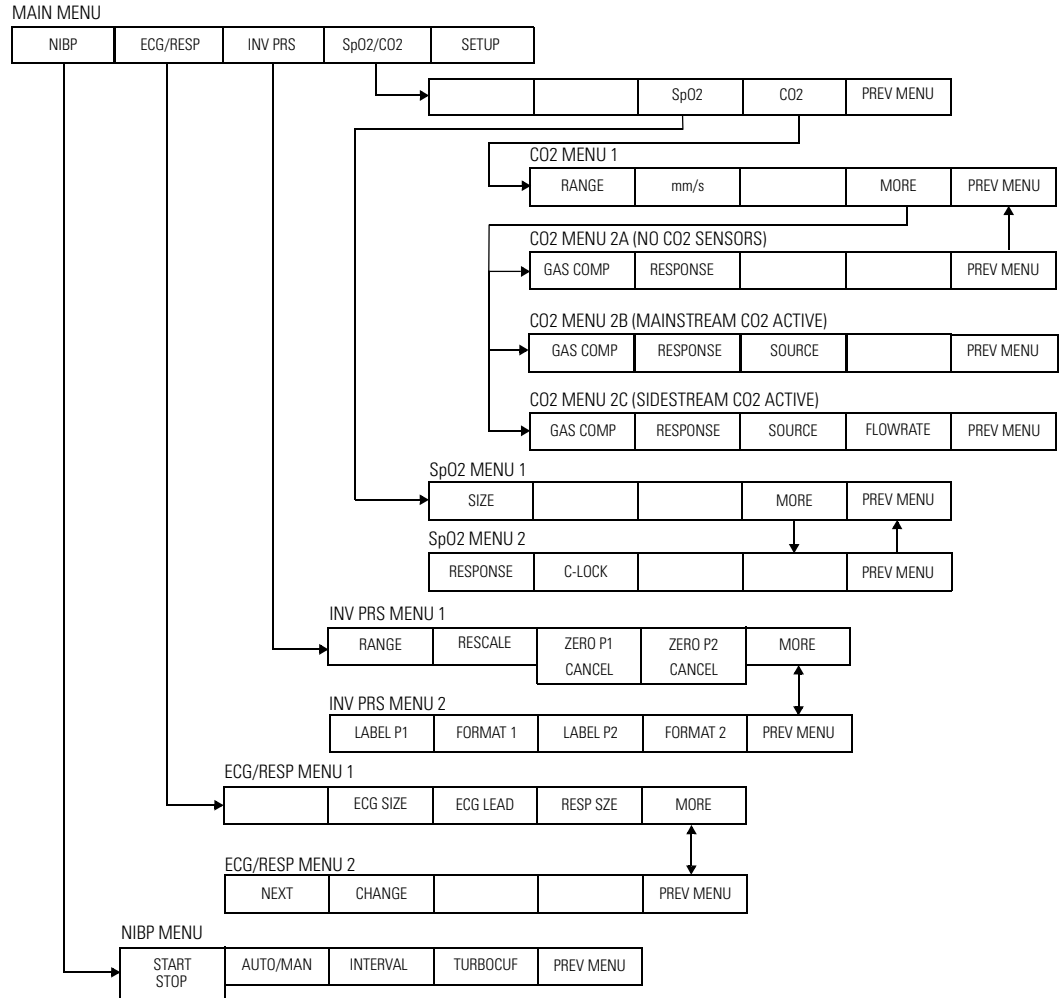 MAIN MENU
NIBP ECG/RESP INV PRS SpO2/CO2 SETUP
SpO2 CO2 PREV MENU
CO2 MENU 1
RANGE mm/s MORE PREV MENU
CO2 MENU 2A (NO CO2 SENSORS)
GAS COMP RESPONSE PREV MENU
CO2 MENU 2B (MAINSTREAM CO2 ACTIVE)
GAS COMP RESPONSE SOURCE PREV MENU
CO2 MENU 2C (SIDESTREAM CO2 ACTIVE)
GAS COMP RESPONSE SOURCE FLOWRATE PREV MENU
SpO2 MENU 1
SIZE MORE PREV MENU
SpO2 MENU 2
RESPONSE C-LOCK PREV MENU
INV PRS MENU 1
RANGE RESCALE ZERO P1 ZERO P2 MORE
CANCEL CANCEL
INV PRS MENU 2
LABEL P1 FORMAT 1 LABEL P2 FORMAT 2 PREV MENU
ECG/RESP MENU 1
ECG SIZE ECG LEAD RESP SZE MORE
ECG/RESP MENU 2
NEXT CHANGE PREV MENU
NIBP MENU
START AUTO/MAN INTERVAL TURBOCUF PREV MENU
STOP